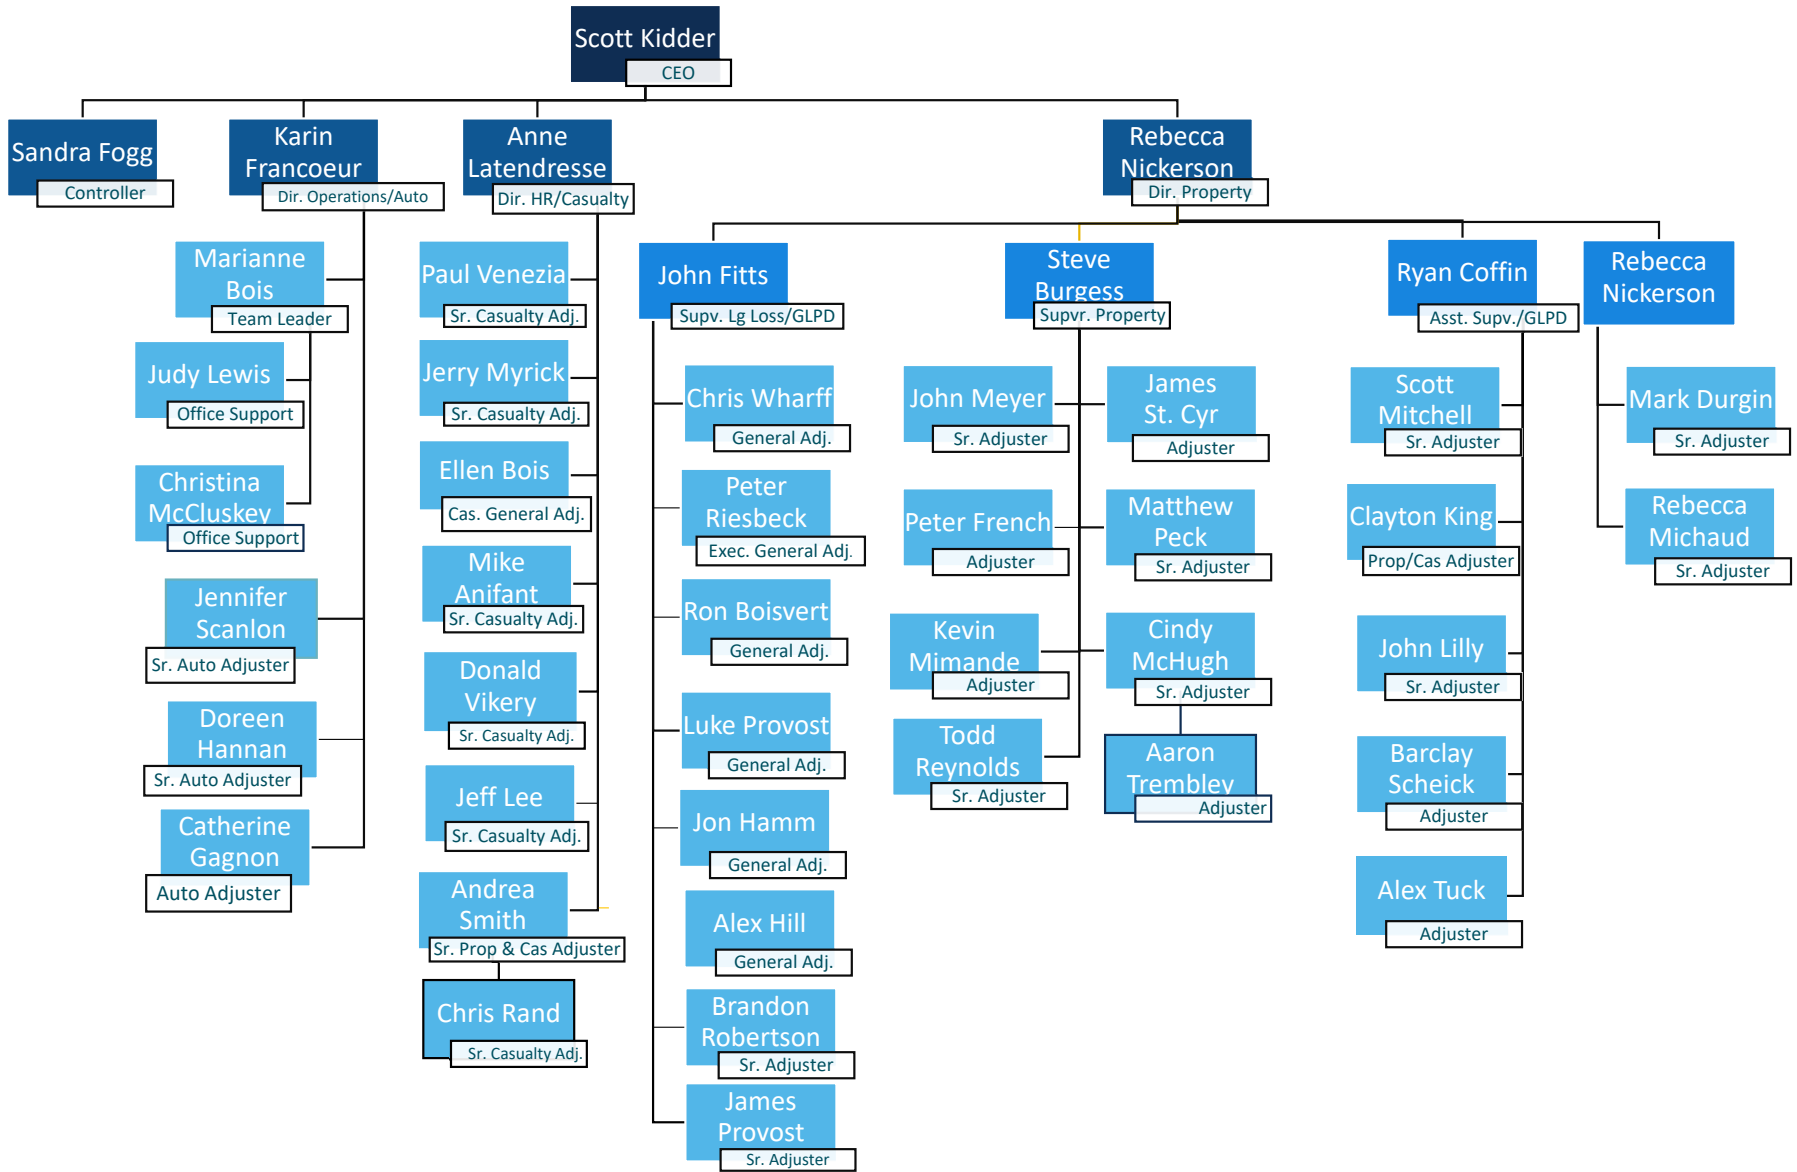 Scott Kidder
CEO
Sandra Fogg
Controller
Karin
Francoeur
Dir. Operations/Auto
Anne
Latendresse
Dir. HR/Casualty
Rebecca
Nickerson
Dir. Property
Marianne
Bois
Team Leader
Judy Lewis
Office Support
Christina
McCluskey
Office Support
Jennifer
Scanlon
Sr. Auto Adjuster
Doreen
Hannan
Sr. Auto Adjuster
Catherine
Gagnon
Auto Adjuster
Paul Venezia
Sr. Casualty Adj.
Jerry Myrick
Sr. Casualty Adj.
Ellen Bois
Cas. General Adj.
Mike
Anifant
Sr. Casualty Adj.
Donald
Vikery
Sr. Casualty Adj.
Jeff Lee
Sr. Casualty Adj.
Andrea
Smith
Sr. Prop & Cas Adjuster
Chris Rand
Sr. Casualty Adj.
John Fitts
Supv. Lg Loss/GLPD
Chris Wharff
General Adj.
Peter
Riesbeck
Exec. General Adj.
Ron Boisvert
General Adj.
Luke Provost
General Adj.
Jon Hamm
General Adj.
Alex Hill
General Adj.
Brandon
Robertson
Sr. Adjuster
James
Provost
Sr. Adjuster
Steve
Burgess
Supvr. Property
John Meyer
Sr. Adjuster
James
St. Cyr
Adjuster
Peter French
Adjuster
Matthew
Peck
Sr. Adjuster
Kevin
Mimande
Adjuster
Cindy
McHugh
Sr. Adjuster
Todd
Reynolds
Sr. Adjuster
Aaron
Trembley
Adjuster
Ryan Coffin
Asst. Supv./GLPD
Scott
Mitchell
Sr. Adjuster
Clayton King
Prop/Cas Adjuster
John Lilly
Sr. Adjuster
Barclay
Scheick
Adjuster
Alex Tuck
Adjuster
Rebecca
Nickerson
Mark Durgin
Sr. Adjuster
Rebecca
Michaud
Sr. Adjuster